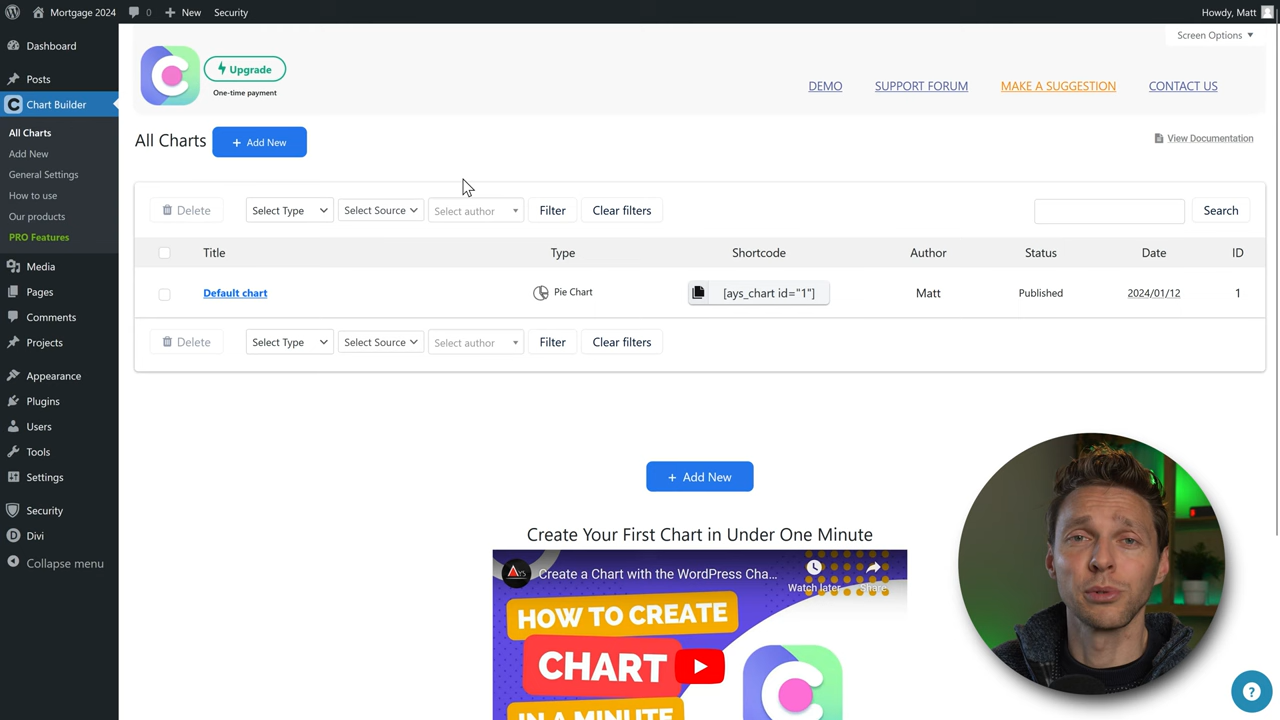 Mortgage 2024 0 + New Security Howdy, Matt
Dashboard
Posts
Chart Builder
All Charts
Add New
General Settings
How to use
Our products
PRO Features
Media
Pages
Comments
Projects
Appearance
Plugins
Users
Tools
Settings
Security
Divi
Collapse menu
Screen Options
Upgrade
One-time payment
DEMO SUPPORT FORUM MAKE A SUGGESTION CONTACT US
All Charts + Add New
View Documentation
Delete Select Type Select Source Select author Filter Clear filters Search
Title Type Shortcode Author Status Date ID
Default chart Pie Chart [ays_chart id="1"] Matt Published 2024/01/12 1
Delete Select Type Select Source Select author Filter Clear filters
+ Add New
Create Your First Chart in Under One Minute
AYS Create a Chart with the WordPress Cha... Watch later Share
HOW TO CREATE
CHART
IN A MINUTE
?